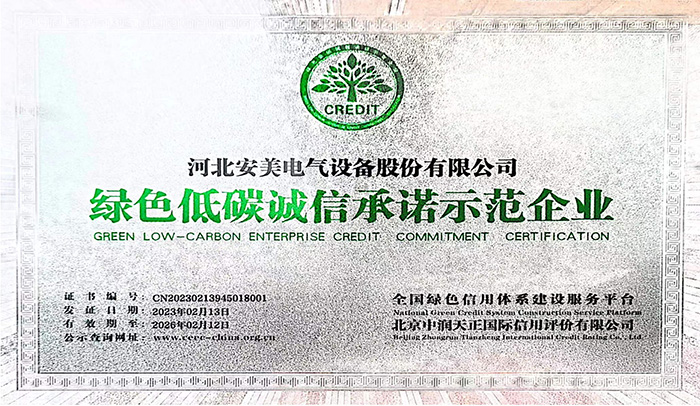 CREDIT
河北安美电气设备股份有限公司
绿色低碳诚信承诺示范企业
GREEN LOW-CARBON ENTERPRISE CREDIT COMMITMENT CERTIFICATION
证书编号: CN20230213945018001
发证日期: 2023年02月13日
有效期至: 2026年02月12日
公示查询网址: www.ccec-china.org.cn
全国绿色信用体系建设服务平台
National Green Credit System Construction Service Platform
北京中润天正国际信用评价有限公司
Beijing Zhongrun Tianzheng International Credit Rating Co., Ltd.